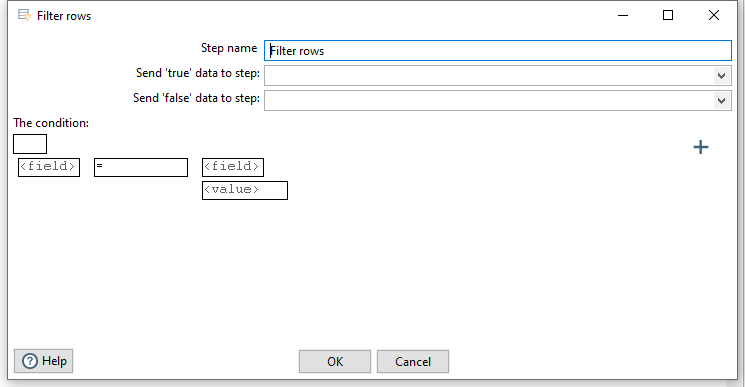 Filter rows
Step name Filter rows
Send 'true' data to step:
Send 'false' data to step:
The condition:
<field> = <field>
<value>
Help OK Cancel